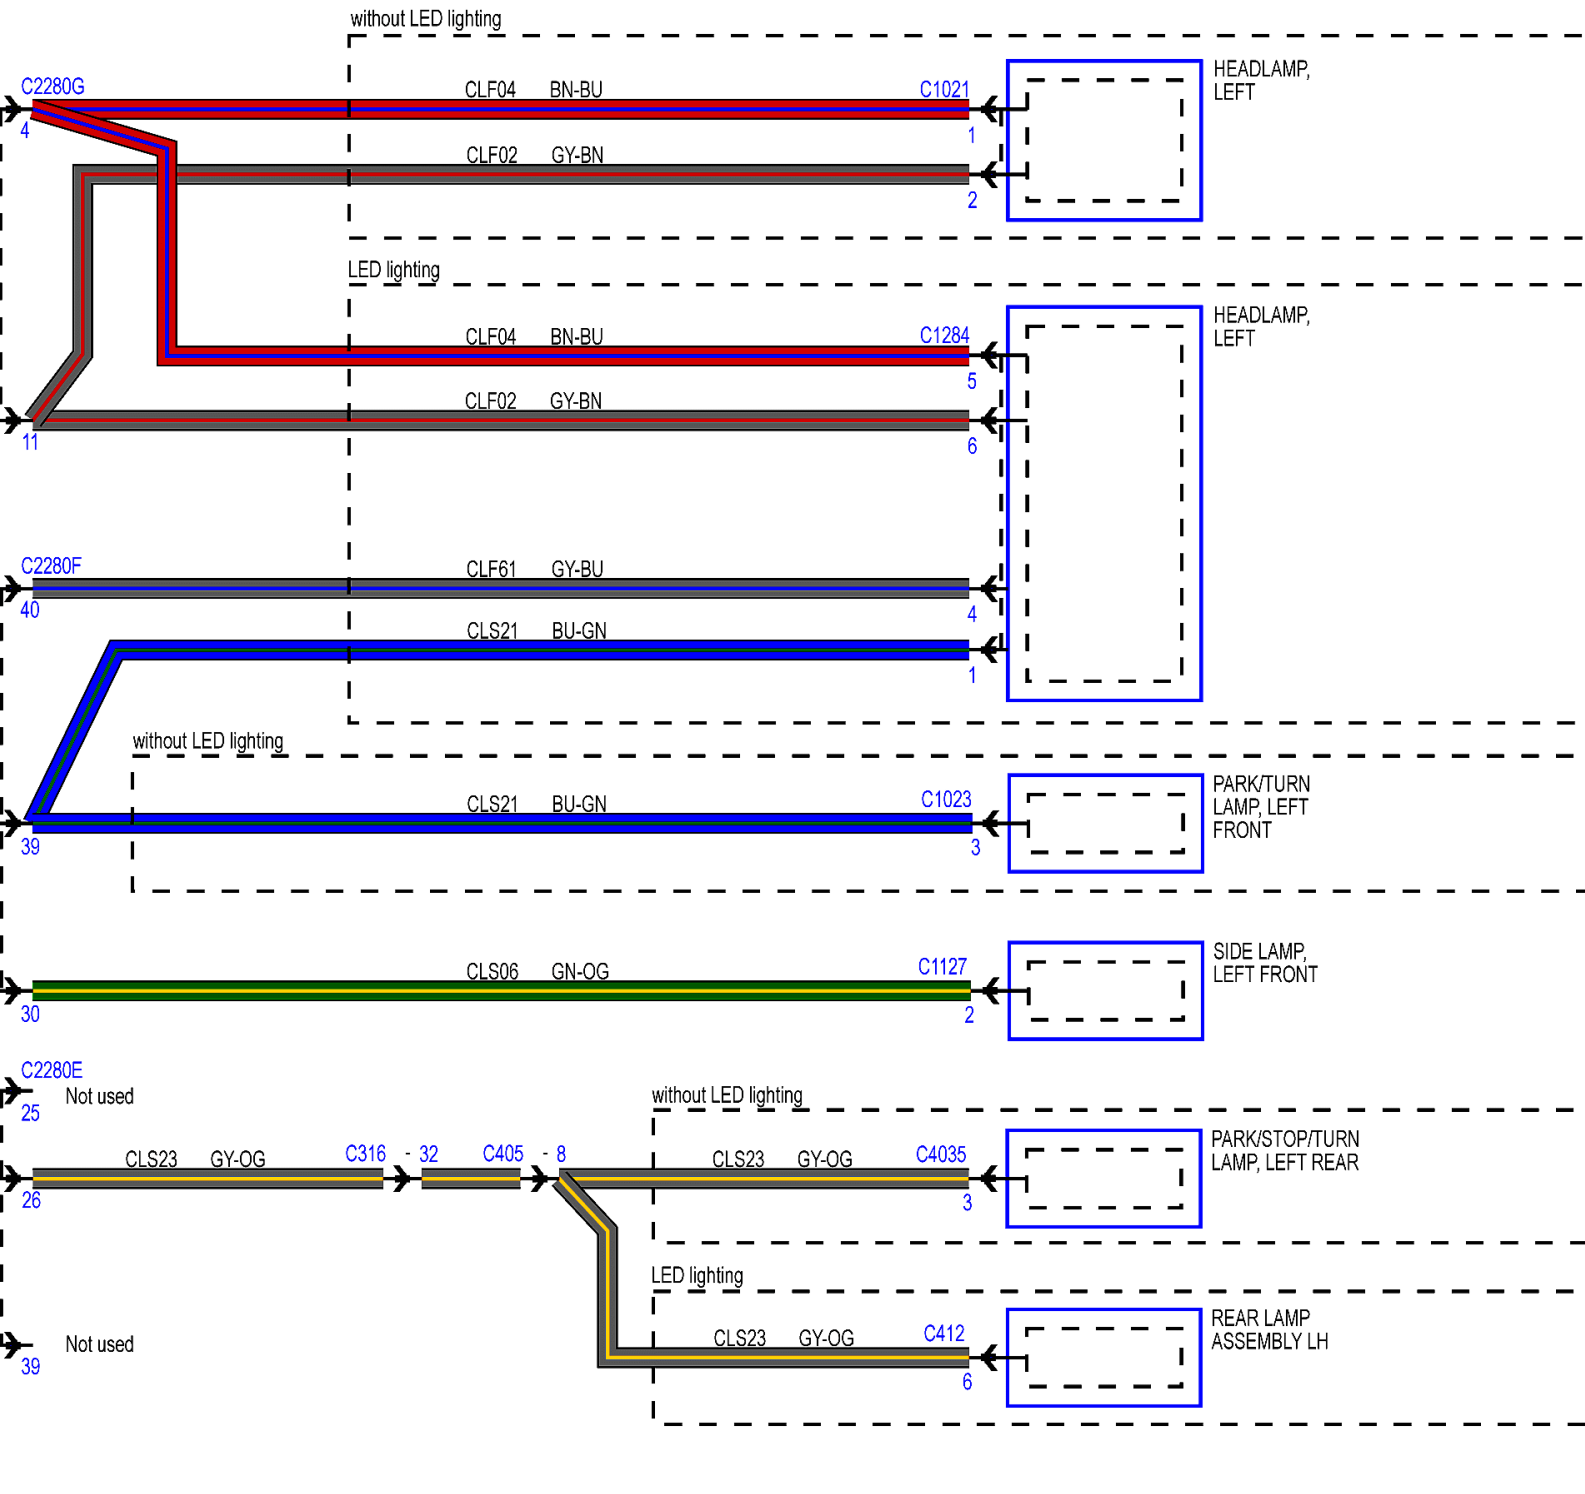 without LED lighting
C2280G
4
CLF04 BN-BU
C1021
1
HEADLAMP,
LEFT
CLF02 GY-BN
2
LED lighting
CLF04 BN-BU
C1284
5
HEADLAMP,
LEFT
CLF02 GY-BN
11
6
C2280F
40
CLF61 GY-BU
4
CLS21 BU-GN
1
without LED lighting
CLS21 BU-GN
C1023
39
3
PARK/TURN
LAMP, LEFT
FRONT
CLS06 GN-OG
C1127
30
2
SIDE LAMP,
LEFT FRONT
C2280E
25
Not used
without LED lighting
CLS23 GY-OG
C316 - 32
C405 - 8
CLS23 GY-OG
C4035
26
3
PARK/STOP/TURN
LAMP, LEFT REAR
LED lighting
39
Not used
CLS23 GY-OG
C412
6
REAR LAMP
ASSEMBLY LH